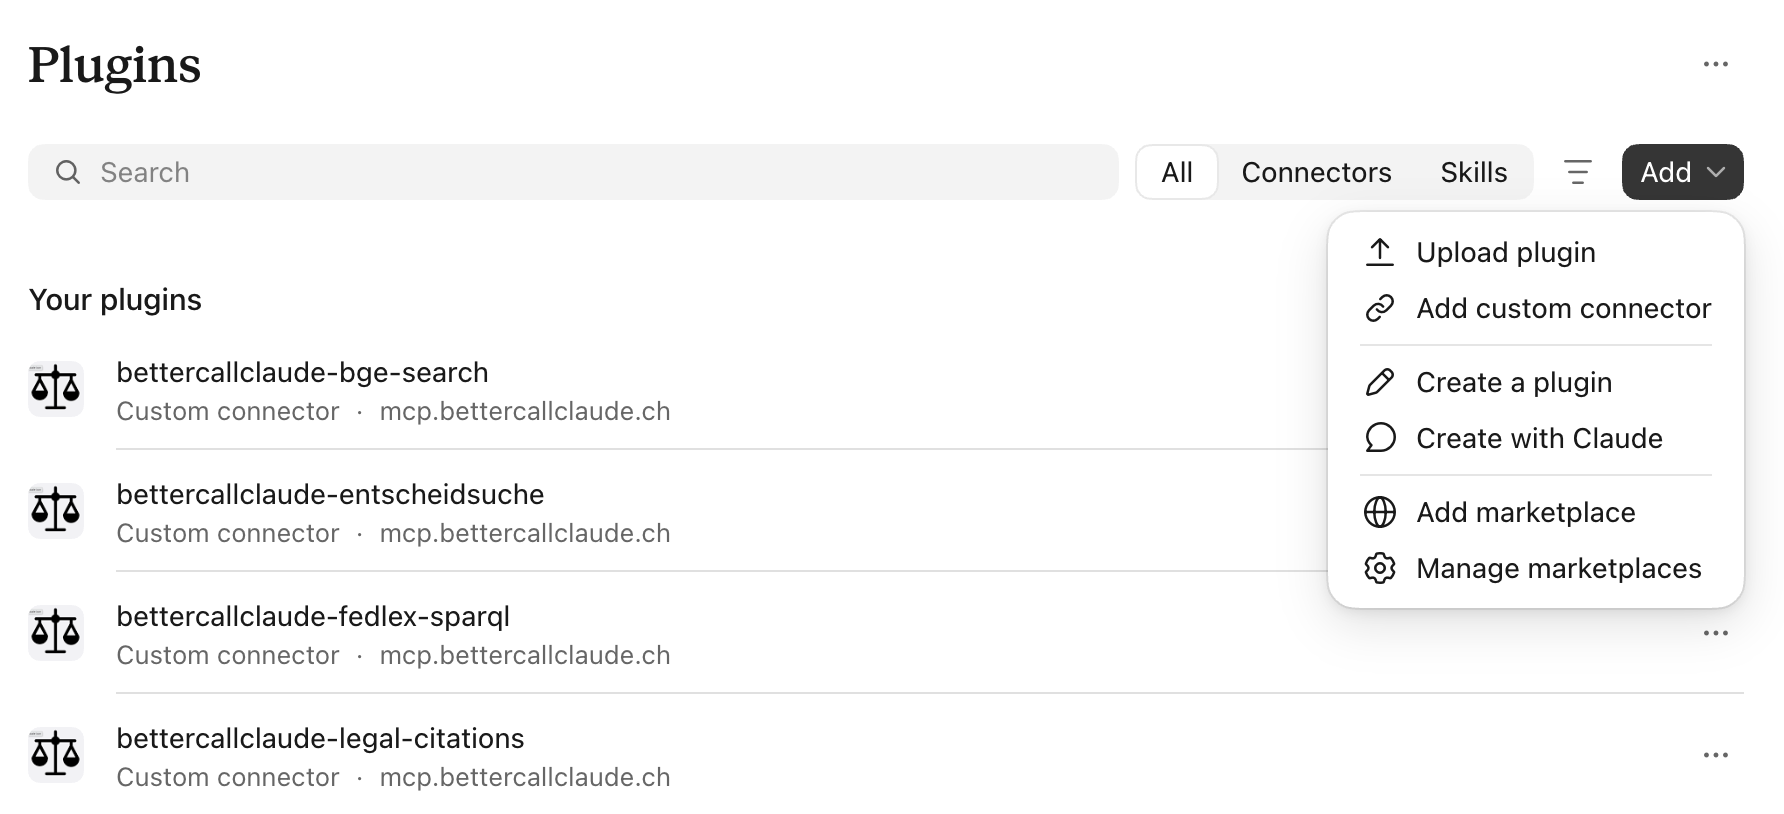 Plugins
Search
All
Connectors
Skills
Add
Upload plugin
Add custom connector
Create a plugin
Create with Claude
Add marketplace
Manage marketplaces
Your plugins
bettercallclaude-bge-search
Custom connector · mcp.bettercallclaude.ch
bettercallclaude-entscheidsuche
Custom connector · mcp.bettercallclaude.ch
bettercallclaude-fedlex-sparql
Custom connector · mcp.bettercallclaude.ch
bettercallclaude-legal-citations
Custom connector · mcp.bettercallclaude.ch